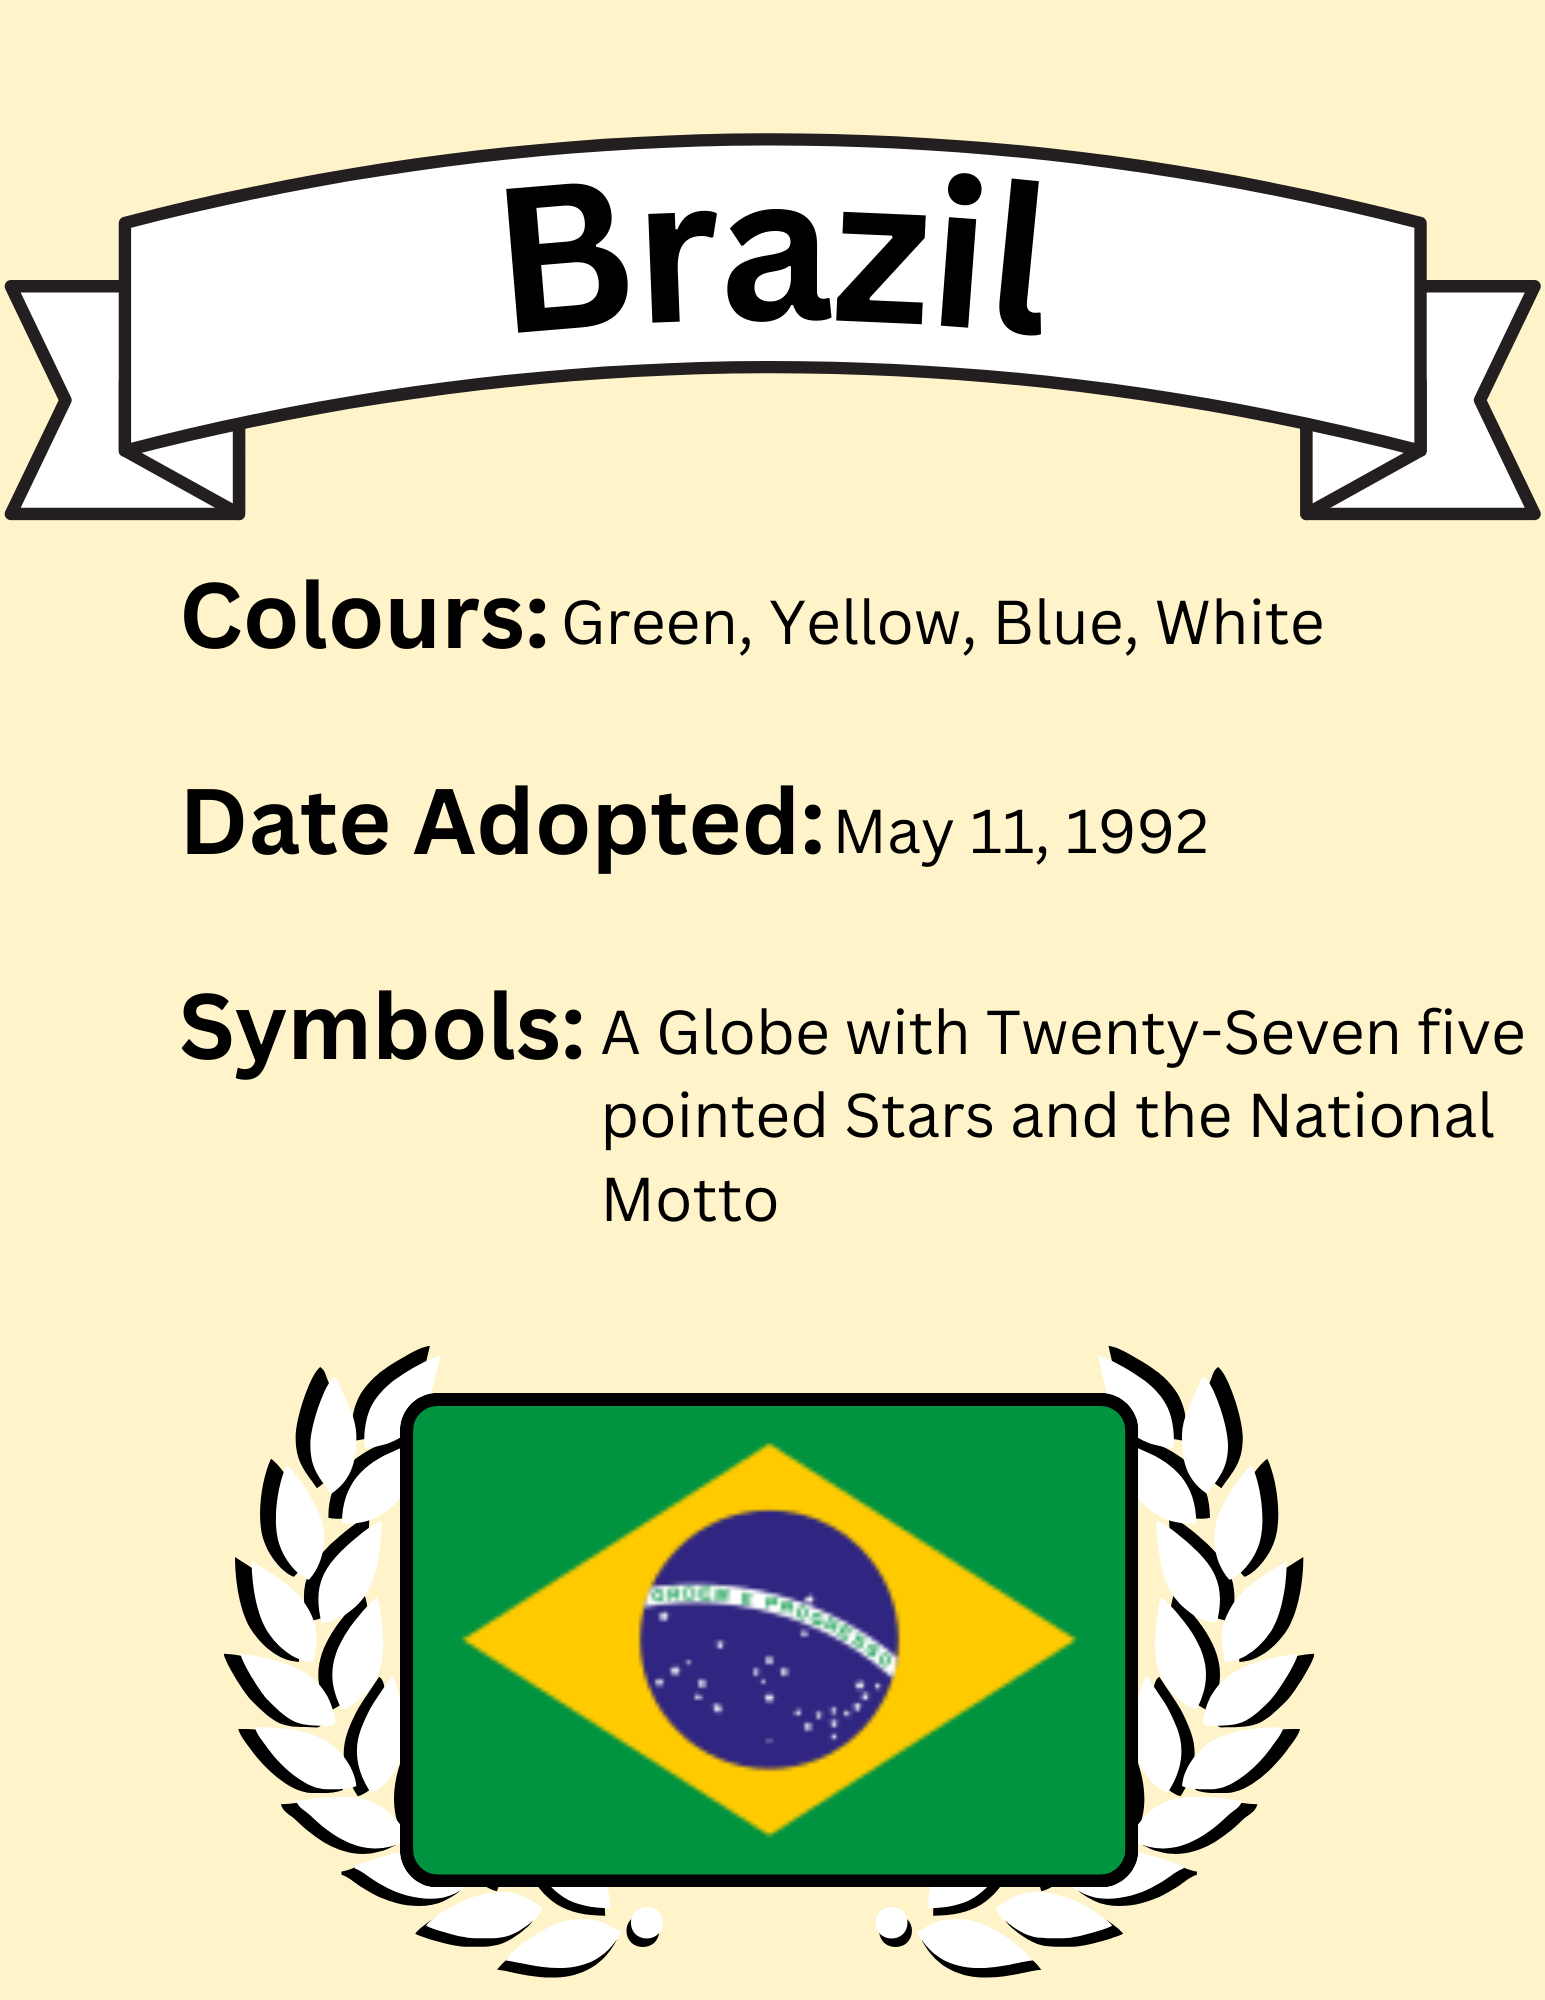 Brazil
Colours: Green, Yellow, Blue, White
Date Adopted: May 11, 1992
Symbols: A Globe with Twenty-Seven five
pointed Stars and the National
Motto
ORDEM E PROGRESSO